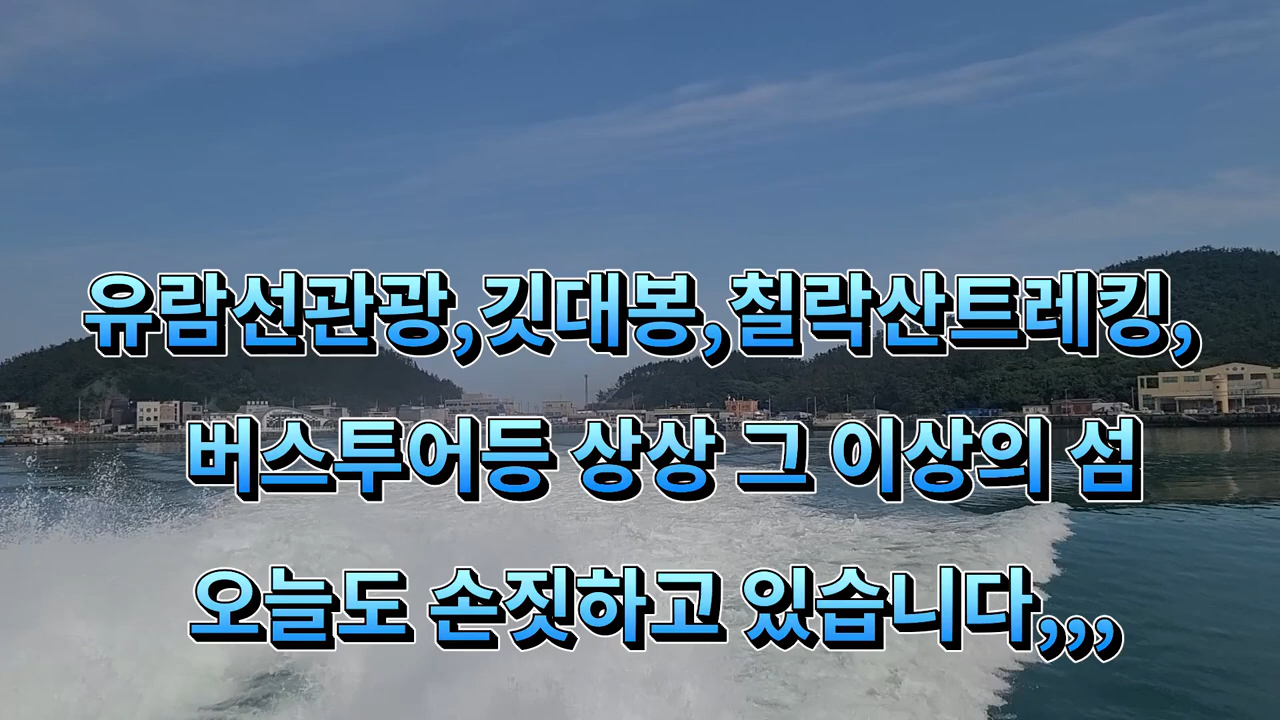 유람선관광,깃대봉,칠락산트레킹,
버스투어등 상상 그 이상의 섬
오늘도 손짓하고 있습니다,,,